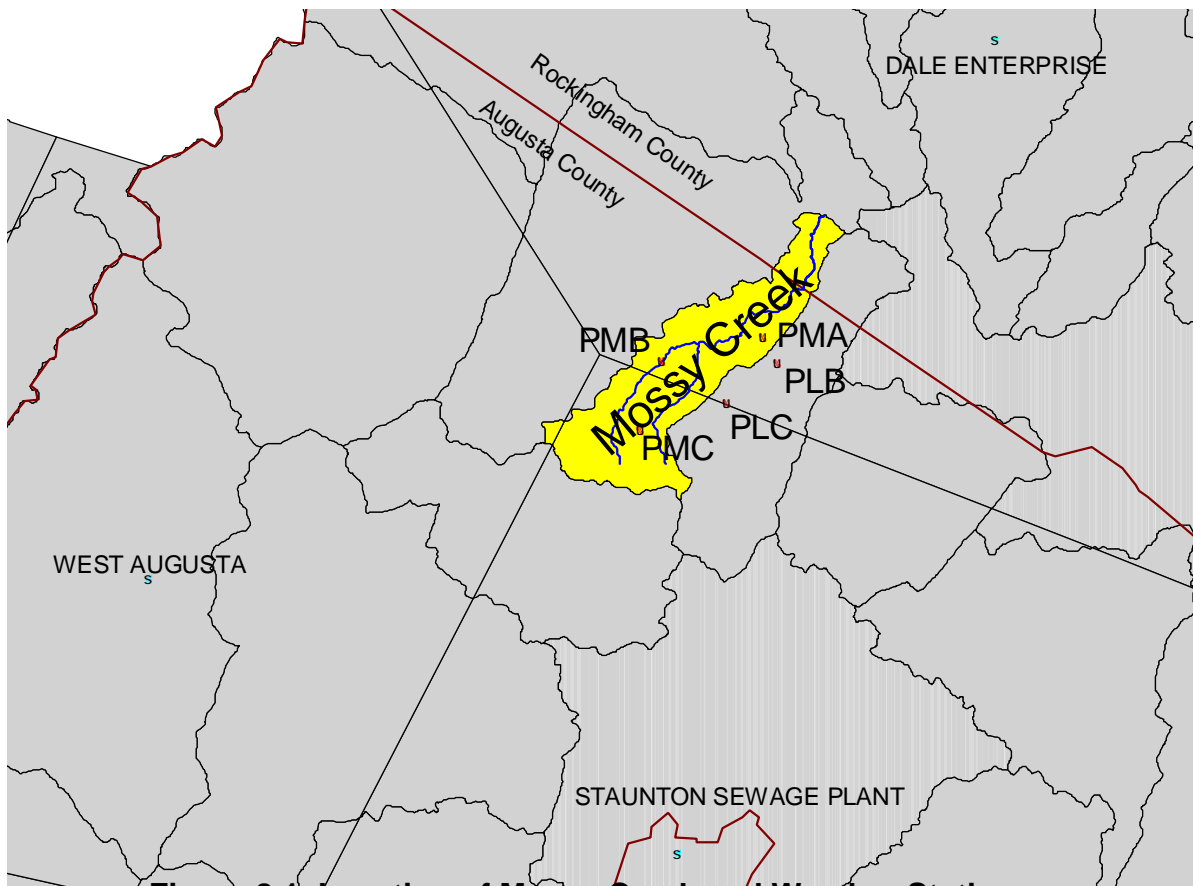 S
DALE ENTERPRISE
Rockingham County
Augusta County
Mossy Creek
PMB
u
u
PMA
u
PLB
u
PLC
u
PMC
WEST AUGUSTA
S
STAUNTON SEWAGE PLANT
S